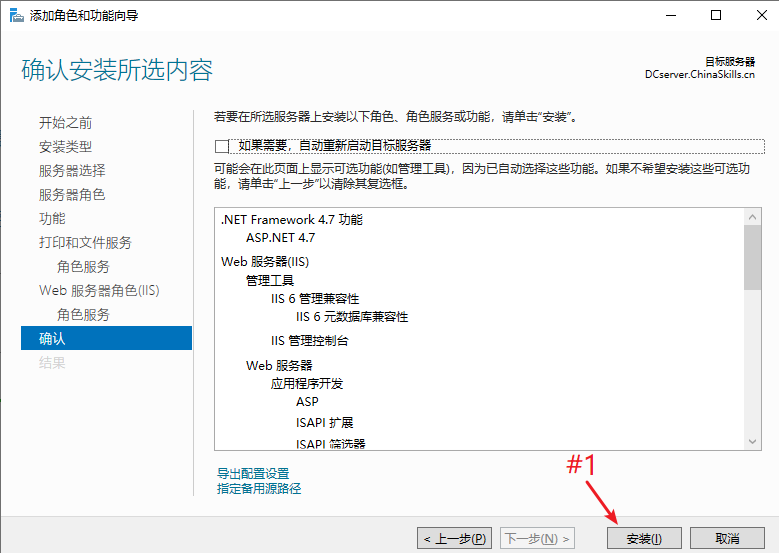 添加角色和功能向导
确认安装所选内容
目标服务器
DCserver.ChinaSkills.cn
开始之前
安装类型
服务器选择
服务器角色
功能
打印和文件服务
角色服务
Web 服务器角色(IIS)
角色服务
确认
结果
若要在所选服务器上安装以下角色、角色服务或功能，请单击"安装"。
如果需要，自动重新启动目标服务器
可能会在此页面上显示可选功能(如管理工具)，因为已自动选择这些功能。如果不希望安装这些可选功
能，请单击"上一步"以清除其复选框。
.NET Framework 4.7 功能
ASP.NET 4.7
Web 服务器(IIS)
管理工具
IIS 6 管理兼容性
IIS 6 元数据库兼容性
IIS 管理控制台
Web 服务器
应用程序开发
ASP
ISAPI 扩展
ISAPI 筛选器
导出配置设置
指定备用源路径
#1
< 上一步(P)
下一步(N) >
安装(I)
取消